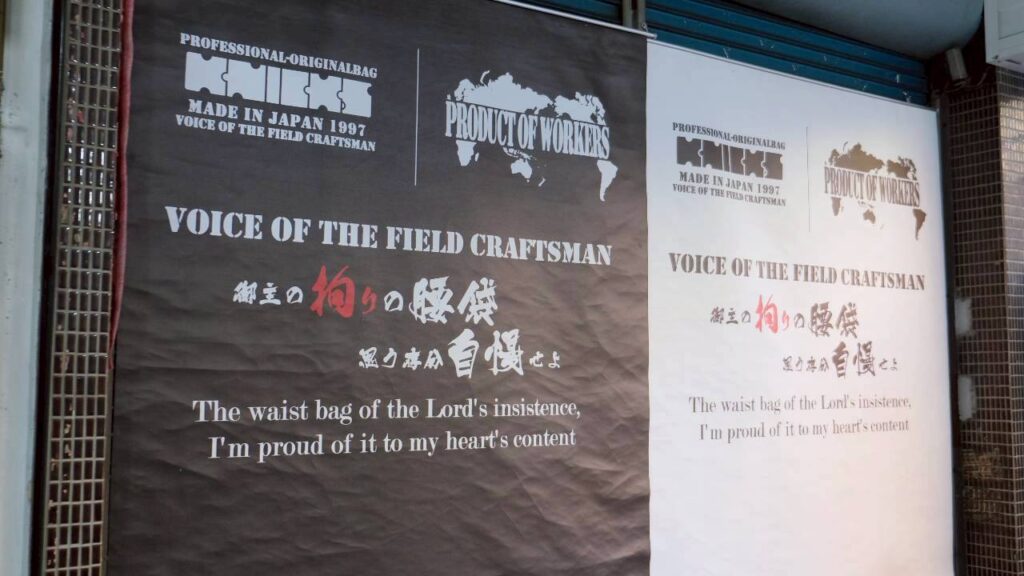 PROFESSIONAL-ORIGINALBAG
KNICKS
MADE IN JAPAN 1997
VOICE OF THE FIELD CRAFTSMAN
PRODUCT OF WORKERS
VOICE OF THE FIELD CRAFTSMAN
御主の拘りの腰袋
思う存分自慢せよ
The waist bag of the Lord's insistence,
I'm proud of it to my heart's content
PROFESSIONAL-ORIGINALBAG
KNICKS
MADE IN JAPAN 1997
VOICE OF THE FIELD CRAFTSMAN
PRODUCT OF WORKERS
VOICE OF THE FIELD CRAFTSMAN
御主の拘りの腰袋
思う存分自慢せよ
The waist bag of the Lord's insistence,
I'm proud of it to my heart's content